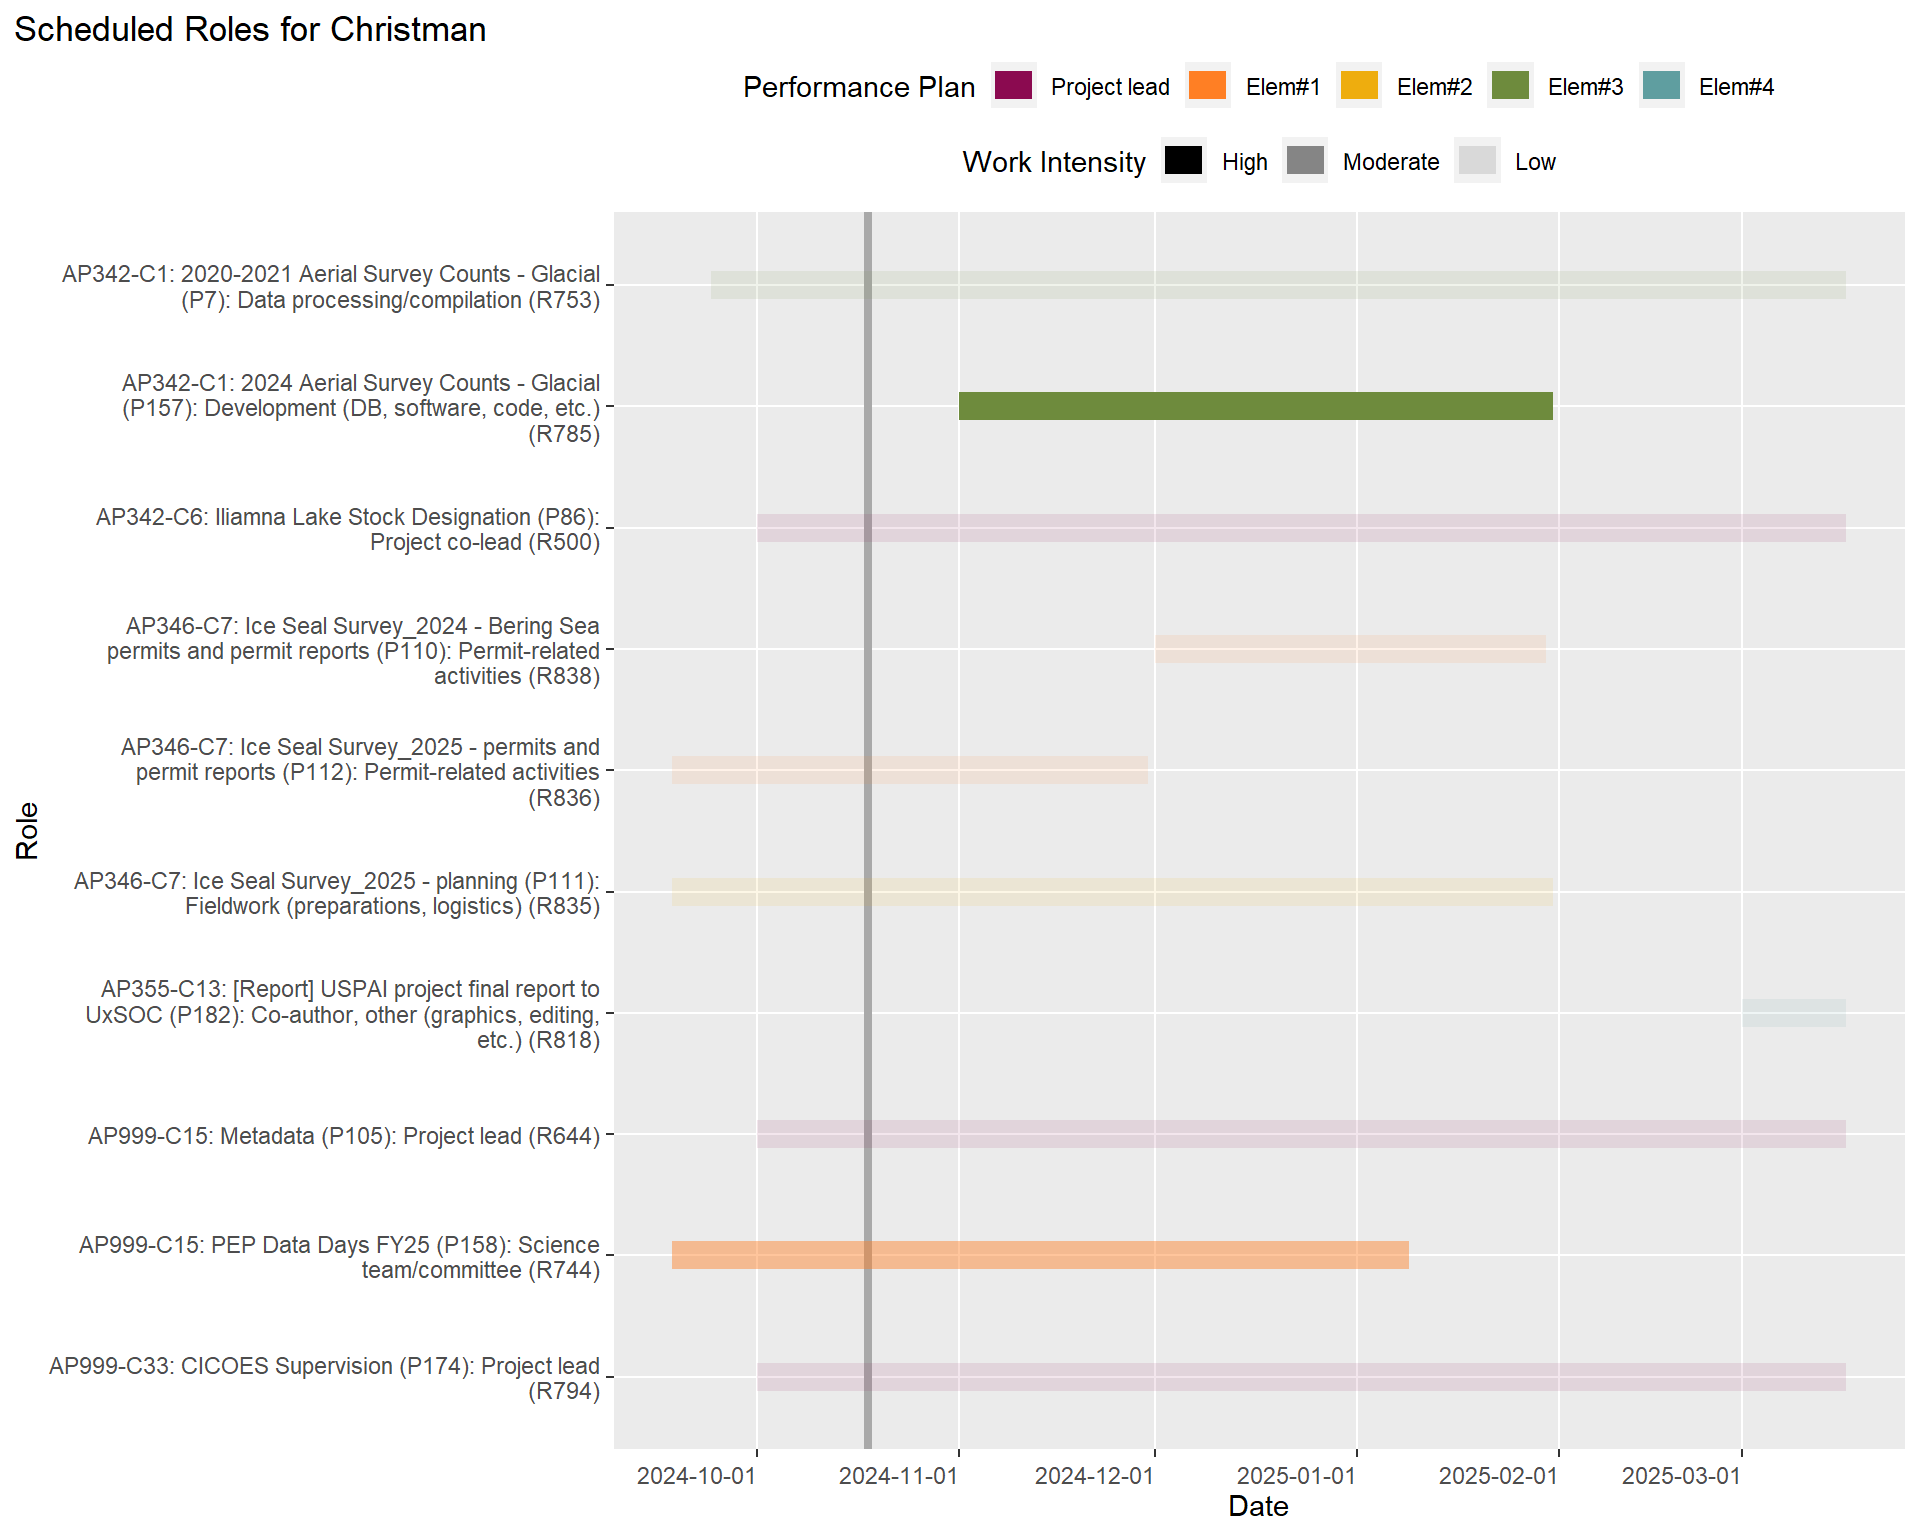 Scheduled Roles for Christman
Performance Plan Project lead Elem#1 Elem#2 Elem#3 Elem#4
Work Intensity High Moderate Low
AP342-C1: 2020-2021 Aerial Survey Counts - Glacial
(P7): Data processing/compilation (R753)
AP342-C1: 2024 Aerial Survey Counts - Glacial
(P157): Development (DB, software, code, etc.)
(R785)
AP342-C6: Iliamna Lake Stock Designation (P86):
Project co-lead (R500)
AP346-C7: Ice Seal Survey_2024 - Bering Sea
permits and permit reports (P110): Permit-related
activities (R838)
AP346-C7: Ice Seal Survey_2025 - permits and
permit reports (P112): Permit-related activities
(R836)
AP346-C7: Ice Seal Survey_2025 - planning (P111):
Fieldwork (preparations, logistics) (R835)
AP355-C13: [Report] USPAI project final report to
UxSOC (P182): Co-author, other (graphics, editing,
etc.) (R818)
AP999-C15: Metadata (P105): Project lead (R644)
AP999-C15: PEP Data Days FY25 (P158): Science
team/committee (R744)
AP999-C33: CICOES Supervision (P174): Project lead
(R794)
Role
2024-10-01 2024-11-01 2024-12-01 2025-01-01 2025-02-01 2025-03-01
Date